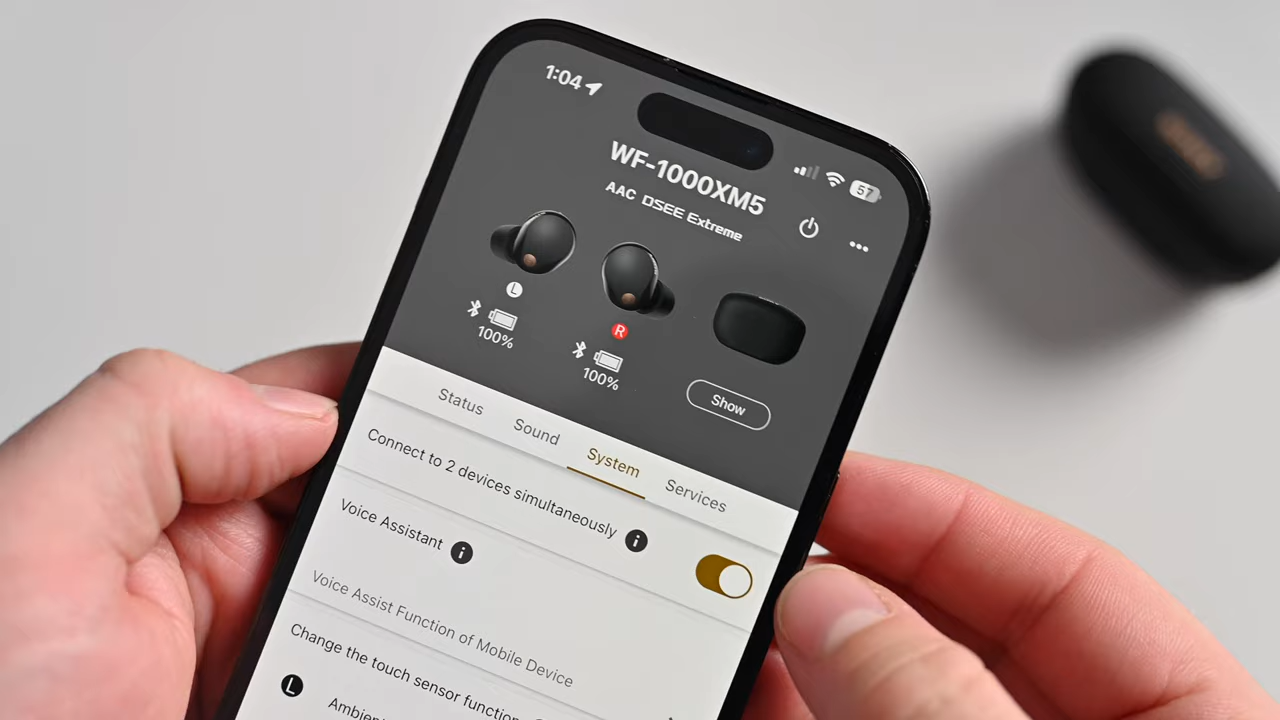 1:04
57
WF-1000XM5
AAC DSEE Extreme
L
R
100%
100%
Show
Status Sound System Services
Connect to 2 devices simultaneously i
Voice Assistant i
Voice Assist Function of Mobile Device
Change the touch sensor function
L